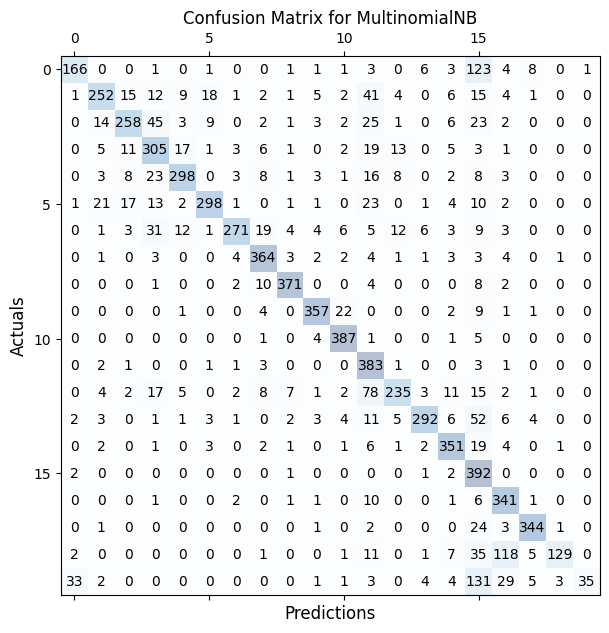 Confusion Matrix for MultinomialNB
0 5 10 15
0 166 0 0 1 0 1 0 0 1 1 1 3 0 6 3 123 4 8 0 1
1 252 15 12 9 18 1 2 1 5 2 41 4 0 6 15 4 1 0 0
0 14 258 45 3 9 0 2 1 3 2 25 1 0 6 23 2 0 0 0
0 5 11 305 17 1 3 6 1 0 2 19 13 0 5 3 1 0 0 0
0 3 8 23 298 0 3 8 1 3 1 16 8 0 2 8 3 0 0 0
5 1 21 17 13 2 298 1 0 1 1 0 23 0 1 4 10 2 0 0 0
0 1 3 31 12 1 271 19 4 4 6 5 12 6 3 9 3 0 0 0
0 1 0 3 0 0 4 364 3 2 2 4 1 1 3 3 4 0 1 0
0 0 0 1 0 0 2 10 371 0 0 4 0 0 0 8 2 0 0 0
0 0 0 0 1 0 0 4 0 357 22 0 0 0 2 9 1 1 0 0
10 0 0 0 0 0 0 0 1 0 4 387 1 0 0 1 5 0 0 0 0
0 2 1 0 0 1 1 3 0 0 0 383 1 0 0 3 1 0 0 0
0 4 2 17 5 0 2 8 7 1 2 78 235 3 11 15 2 1 0 0
2 3 0 1 1 3 1 0 2 3 4 11 5 292 6 52 6 4 0 0
0 2 0 1 0 3 0 2 1 0 1 6 1 2 351 19 4 0 1 0
15 2 0 0 0 0 0 0 0 0 1 0 0 0 1 2 392 0 0 0 0
0 0 0 1 0 0 2 0 1 1 0 10 0 0 1 6 341 1 0 0
0 1 0 0 0 0 0 0 0 1 0 2 0 0 0 24 3 344 1 0
2 0 0 0 0 0 0 1 0 0 1 11 0 1 7 35 118 5 129 0
33 2 0 0 0 0 0 0 0 1 1 3 0 4 4 131 29 5 3 35
Actuals
Predictions